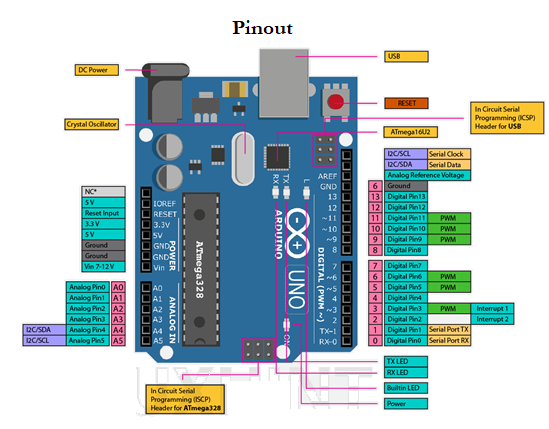 Pinout
DC Power
USB
Crystal Oscillator
RESET
In Circuit Serial
Programming (ICSP)
Header for USB
ATmega16U2
I2C/SCL Serial Clock
I2C/SDA Serial Data
Analog Reference Voltage
6 Ground
13 Digital Pin13
12 Digital Pin12
11 Digital Pin11 PWM
10 Digital Pin10 PWM
9 Digital Pin9 PWM
8 Digital Pin8
7 Digital Pin7
6 Digital Pin6 PWM
5 Digital Pin5 PWM
4 Digital Pin4
3 Digital Pin3 PWM Interrupt 1
2 Digital Pin2 Interrupt 2
1 Digital Pin1 Serial Port TX
0 Digital Pin0 Serial Port RX
NC*
5 V
Reset Input
3.3 V
5 V
Ground
Ground
Vin 7-12 V
Analog Pin0 A0
Analog Pin1 A1
Analog Pin2 A2
Analog Pin3 A3
I2C/SDA Analog Pin4 A4
I2C/SCL Analog Pin5 A5
IOREF
RESET
3.3V
5V
GND
GND
Vin
POWER
A0
A1
A2
A3
A4
A5
ANALOG IN
ATmega328
RX
TX
L
ARDUINO
UNO
ON
AREF
GND
13
12
~11
~10
~9
8
7
~6
~5
4
~3
2
TX-1
RX-0
DIGITAL (PWM ~)
TX LED
RX LED
Builtin LED
Power
In Circuit Serial
Programming (ISCP)
Header for ATmega328